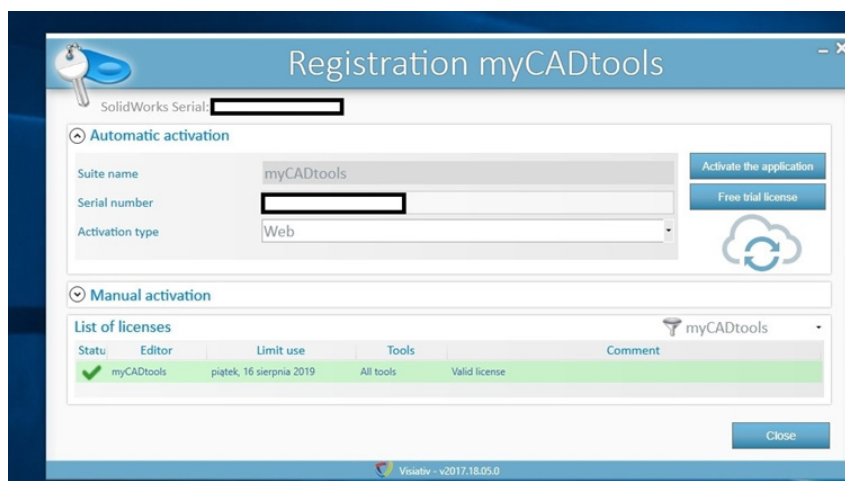 Registration myCADtools
SolidWorks Serial:
Automatic activation
Suite name myCADtools
Activate the application
Serial number
Free trial license
Activation type Web
Manual activation
List of licenses myCADtools
Statu Editor Limit use Tools Comment
myCADtools piątek, 16 sierpnia 2019 All tools Valid license
Close
Visiativ - v2017.18.05.0